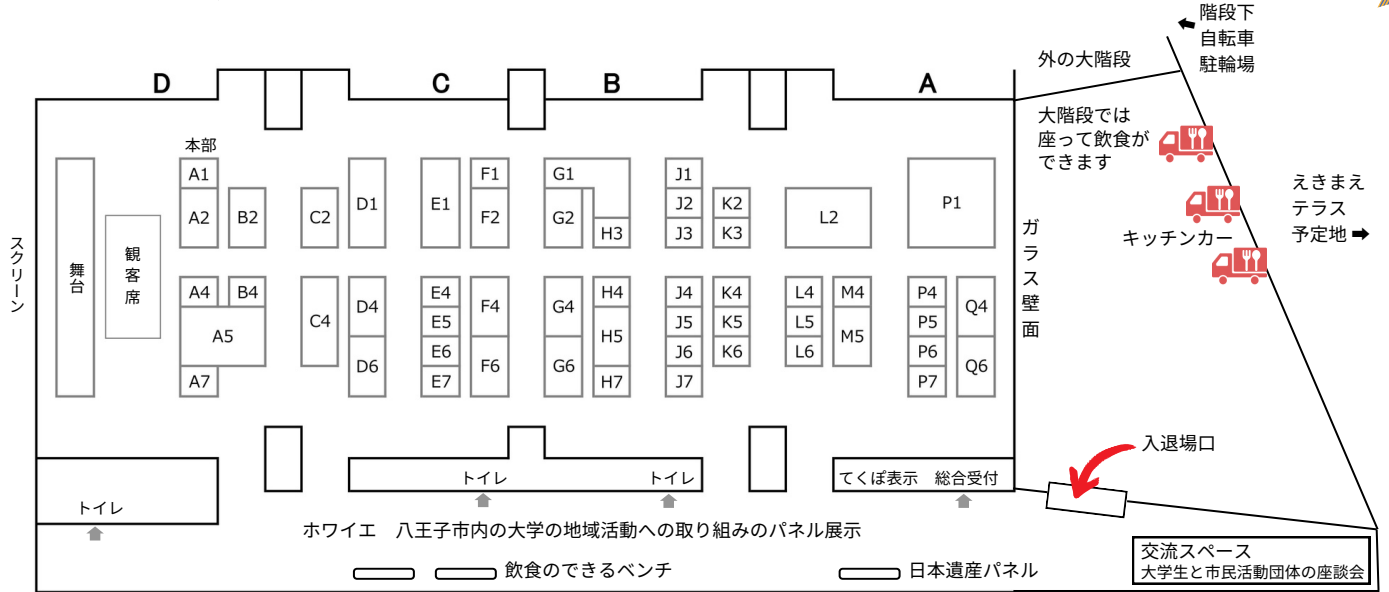 階段下
自転車
駐輪場
外の大階段
D
C
B
A
大階段では
座って飲食が
できます
本部
えきまえ
テラス
予定地
キッチンカー
スクリーン
舞台
観客席
ガラス壁面
A1
A2
B2
C2
D1
E1
F1
F2
G1
G2
H3
J1
J2
J3
K2
K3
L2
P1
A4
B4
A5
A7
C4
D4
D6
E4
E5
E6
E7
F4
F6
G4
G6
H4
H5
H7
J4
J5
J6
J7
K4
K5
K6
L4
L5
L6
M4
M5
P4
P5
P6
P7
Q4
Q6
入退場口
トイレ
トイレ
てくぽ表示 総合受付
トイレ
ホワイエ 八王子市内の大学の地域活動への取り組みのパネル展示
飲食のできるベンチ
日本遺産パネル
交流スペース
大学生と市民活動団体の座談会